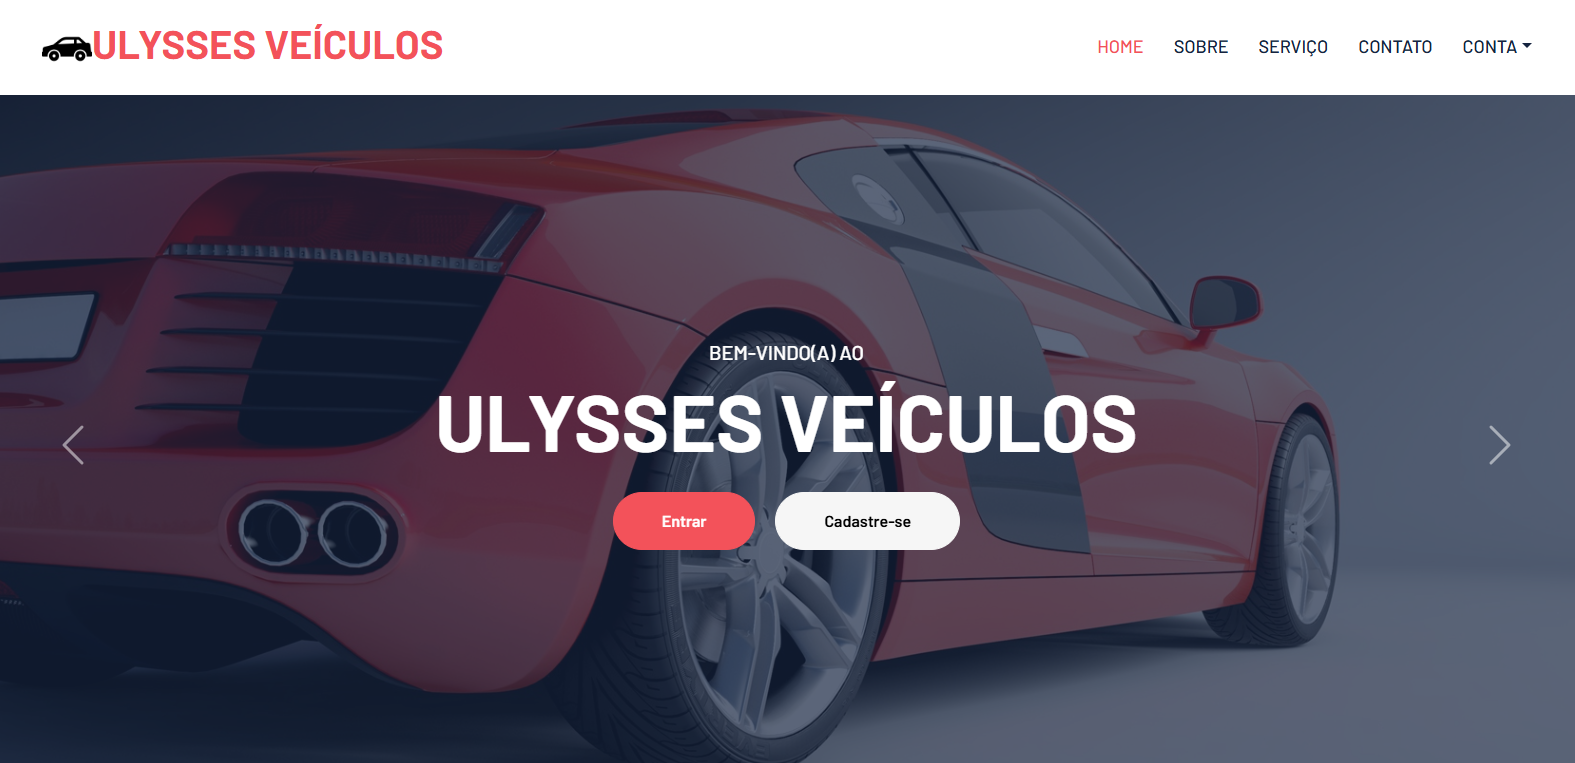 ULYSSES VEÍCULOS
HOME SOBRE SERVIÇO CONTATO CONTA
BEM-VINDO(A) AO
ULYSSES VEÍCULOS
Entrar Cadastre-se